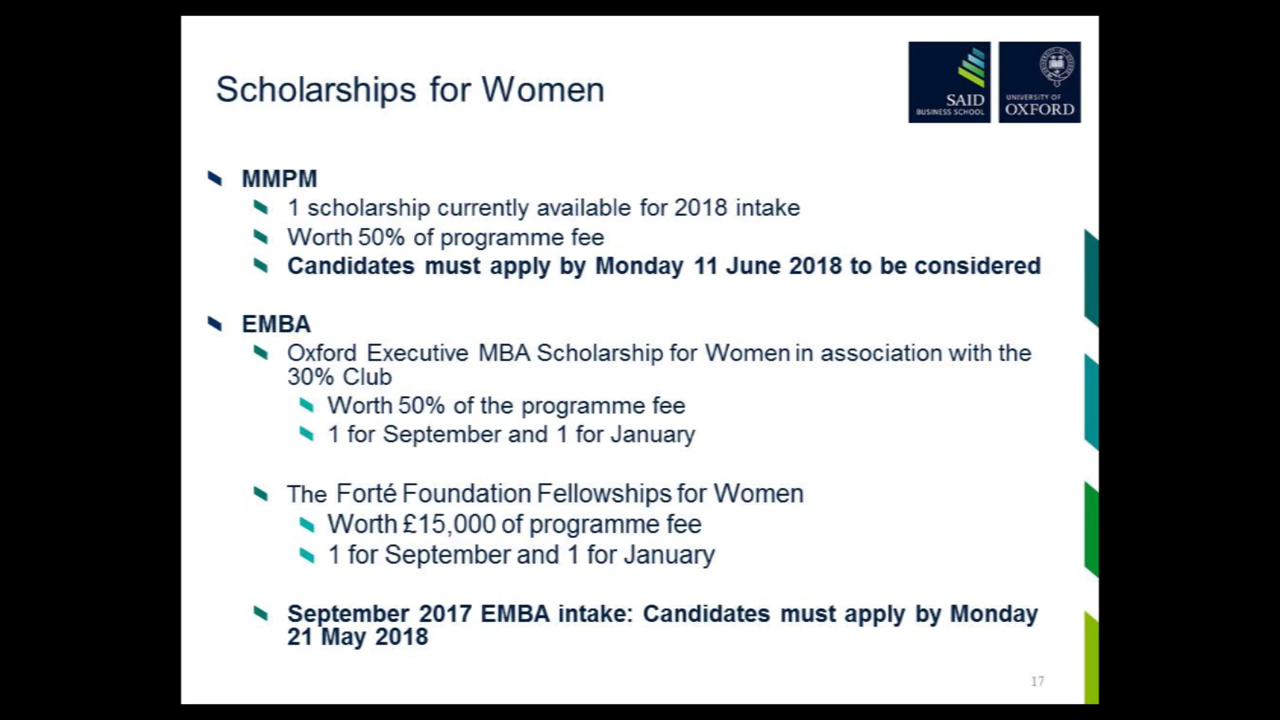 Scholarships for Women
SAID
BUSINESS SCHOOL
UNIVERSITY OF
OXFORD
MMPM
1 scholarship currently available for 2018 intake
Worth 50% of programme fee
Candidates must apply by Monday 11 June 2018 to be considered
EMBA
Oxford Executive MBA Scholarship for Women in association with the
30% Club
Worth 50% of the programme fee
1 for September and 1 for January
The Forté Foundation Fellowships for Women
Worth £15,000 of programme fee
1 for September and 1 for January
September 2017 EMBA intake: Candidates must apply by Monday
21 May 2018
17